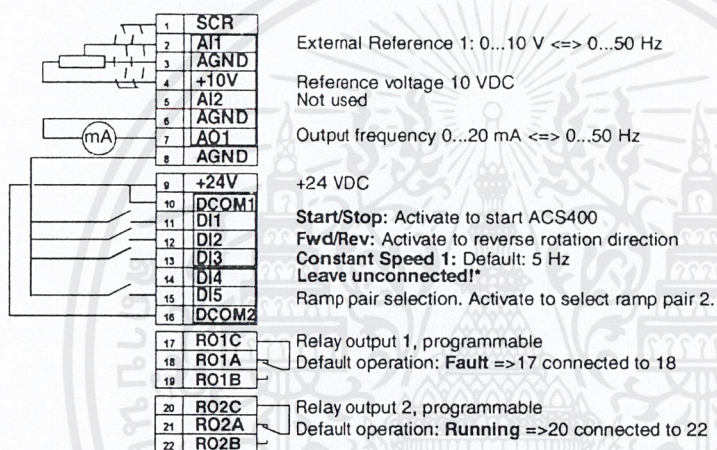 1 SCR
2 AI1 External Reference 1: 0...10 V <=> 0...50 Hz
3 AGND
4 +10V Reference voltage 10 VDC
5 AI2 Not used
6 AGND
mA 7 AO1 Output frequency 0...20 mA <=> 0...50 Hz
8 AGND
9 +24V +24 VDC
10 DCOM1
11 DI1 Start/Stop: Activate to start ACS400
12 DI2 Fwd/Rev: Activate to reverse rotation direction
13 DI3 Constant Speed 1: Default: 5 Hz
14 DI4 Leave unconnected!*
15 DI5 Ramp pair selection. Activate to select ramp pair 2.
16 DCOM2
17 RO1C Relay output 1, programmable
18 RO1A Default operation: Fault =>17 connected to 18
19 RO1B
20 RO2C Relay output 2, programmable
21 RO2A Default operation: Running =>20 connected to 22
22 RO2B